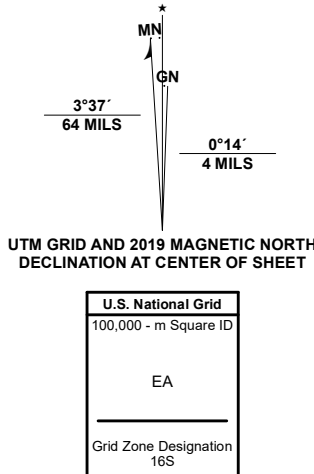 ★
MN
GN
3°37´
64 MILS
0°14´
4 MILS
UTM GRID AND 2019 MAGNETIC NORTH
DECLINATION AT CENTER OF SHEET
U.S. National Grid
100,000 - m Square ID
EA
Grid Zone Designation
16S